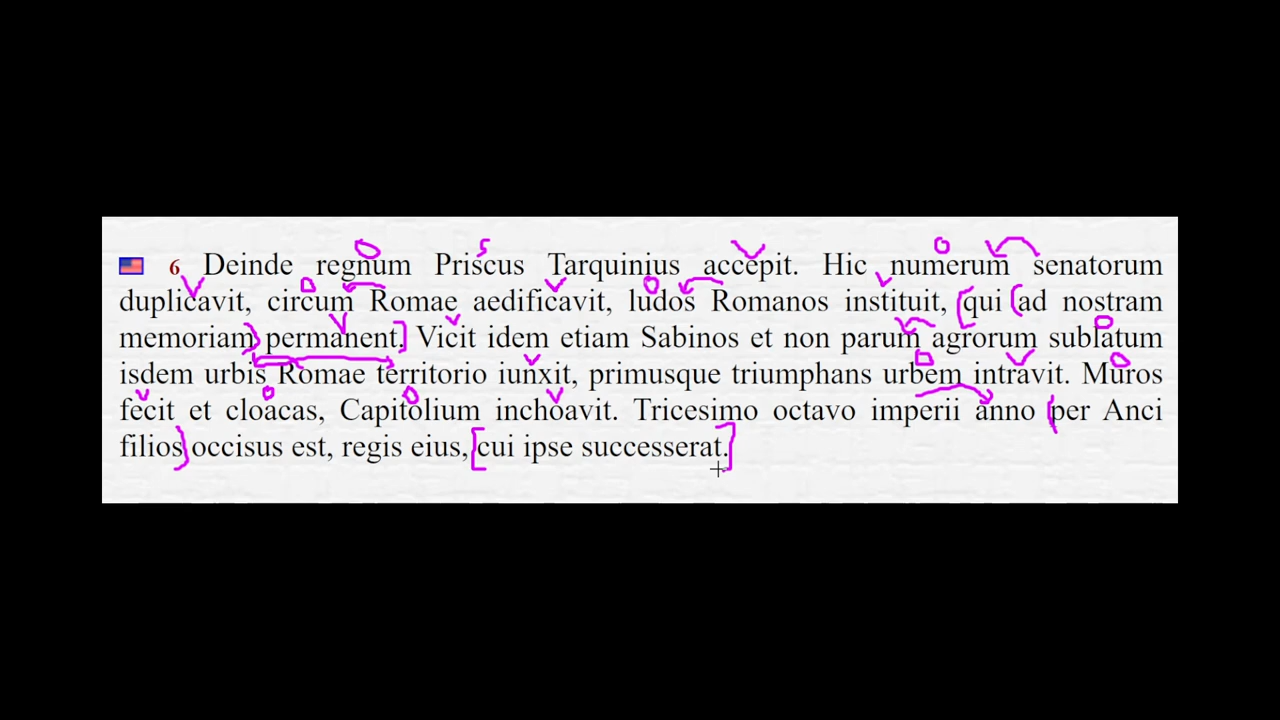 6 Deinde regnum Priscus Tarquinius accepit. Hic numerum senatorum
duplicavit, circum Romae aedificavit, ludos Romanos instituit, qui ad nostram
memoriam permanent. Vicit idem etiam Sabinos et non parum agrorum sublatum
isdem urbis Romae territorio iunxit, primusque triumphans urbem intravit. Muros
fecit et cloacas, Capitolium inchoavit. Tricesimo octavo imperii anno per Anci
filios occisus est, regis eius, cui ipse successerat.